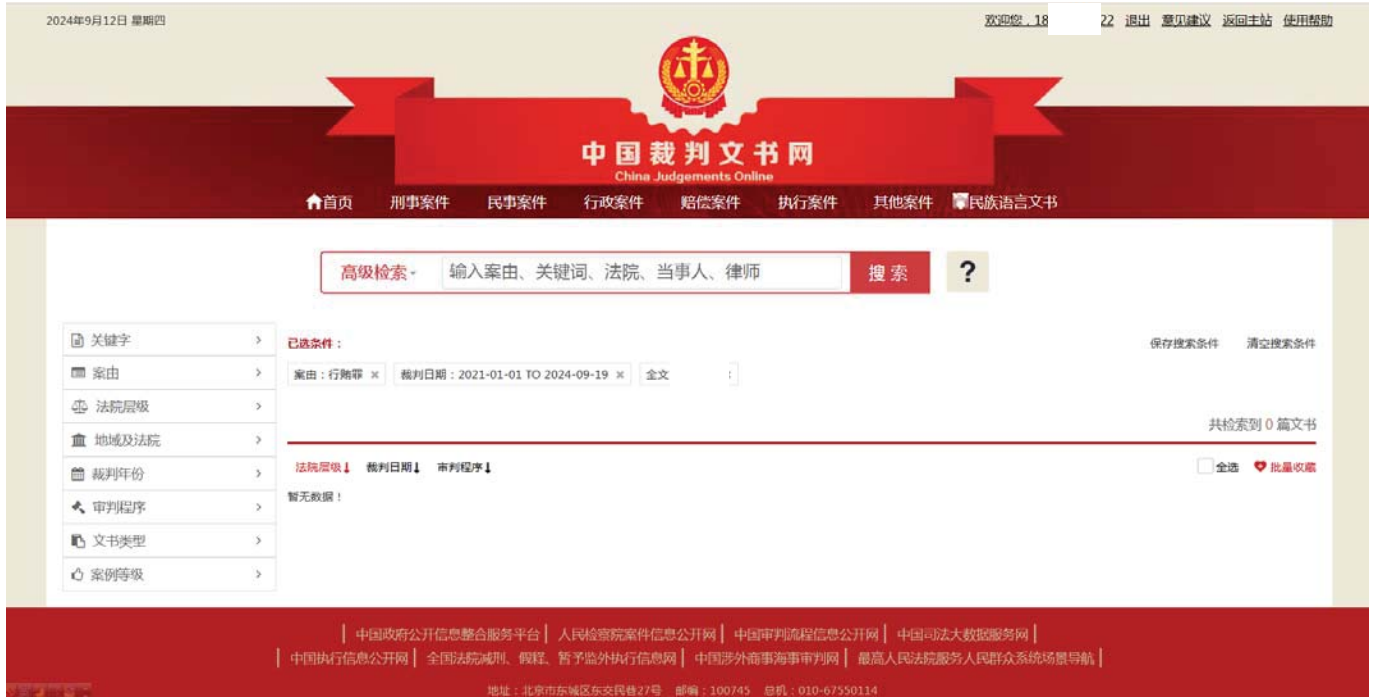 2024年9月12日 星期四
欢迎您，18 22 退出 意见建议 返回主站 使用帮助
中国裁判文书网
China Judgements Online
首页 刑事案件 民事案件 行政案件 赔偿案件 执行案件 其他案件 民族语言文书
高级检索 输入案由、关键词、法院、当事人、律师 搜索 ?
关键字
案由
法院层级
地域及法院
裁判年份
审判程序
文书类型
案例等级
已选条件： 保存搜索条件 清空搜索条件
案由：行贿罪 × 裁判日期：2021-01-01 TO 2024-09-19 × 全文 :
共检索到 0 篇文书
法院层级↓ 裁判日期↓ 审判程序↓ 全选 批量收藏
暂无数据！
| 中国政府公开信息整合服务平台 | 人民检察院案件信息公开网 | 中国审判流程信息公开网 | 中国司法大数据服务网 |
| 中国执行信息公开网 | 全国法院减刑、假释、暂予监外执行信息网 | 中国涉外商事海事审判网 | 最高人民法院服务人民群众系统场景导航 |
地址：北京市东城区东交民巷27号 邮编：100745 总机：010-67550114